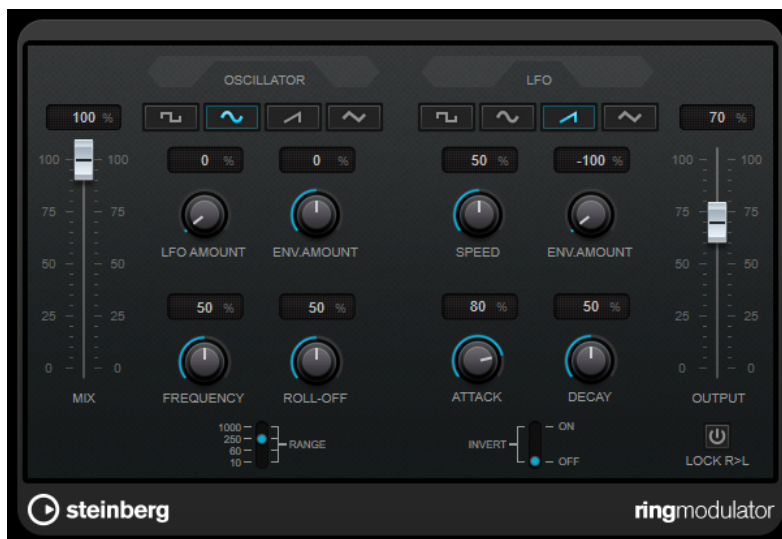 OSCILLATOR
LFO
100 %
70 %
0 %
0 %
50 %
-100 %
100 100
75 75
50 50
25 25
0 0
MIX
LFO AMOUNT
ENV.AMOUNT
SPEED
ENV.AMOUNT
50 %
50 %
80 %
50 %
FREQUENCY
ROLL-OFF
ATTACK
DECAY
100 100
75 75
50 50
25 25
0 0
OUTPUT
1000
250
60
10
RANGE
INVERT
ON
OFF
LOCK R>L
steinberg
ringmodulator